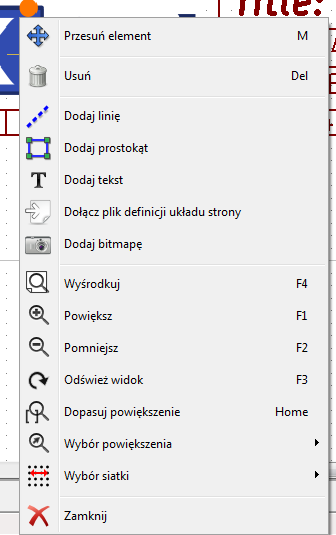 Title:
Przesuń element M
Usuń Del
Dodaj linię
Dodaj prostokąt
Dodaj tekst
Dołącz plik definicji układu strony
Dodaj bitmapę
Wyśrodkuj F4
Powiększ F1
Pomniejsz F2
Odśwież widok F3
Dopasuj powiększenie Home
Wybór powiększenia
Wybór siatki
Zamknij